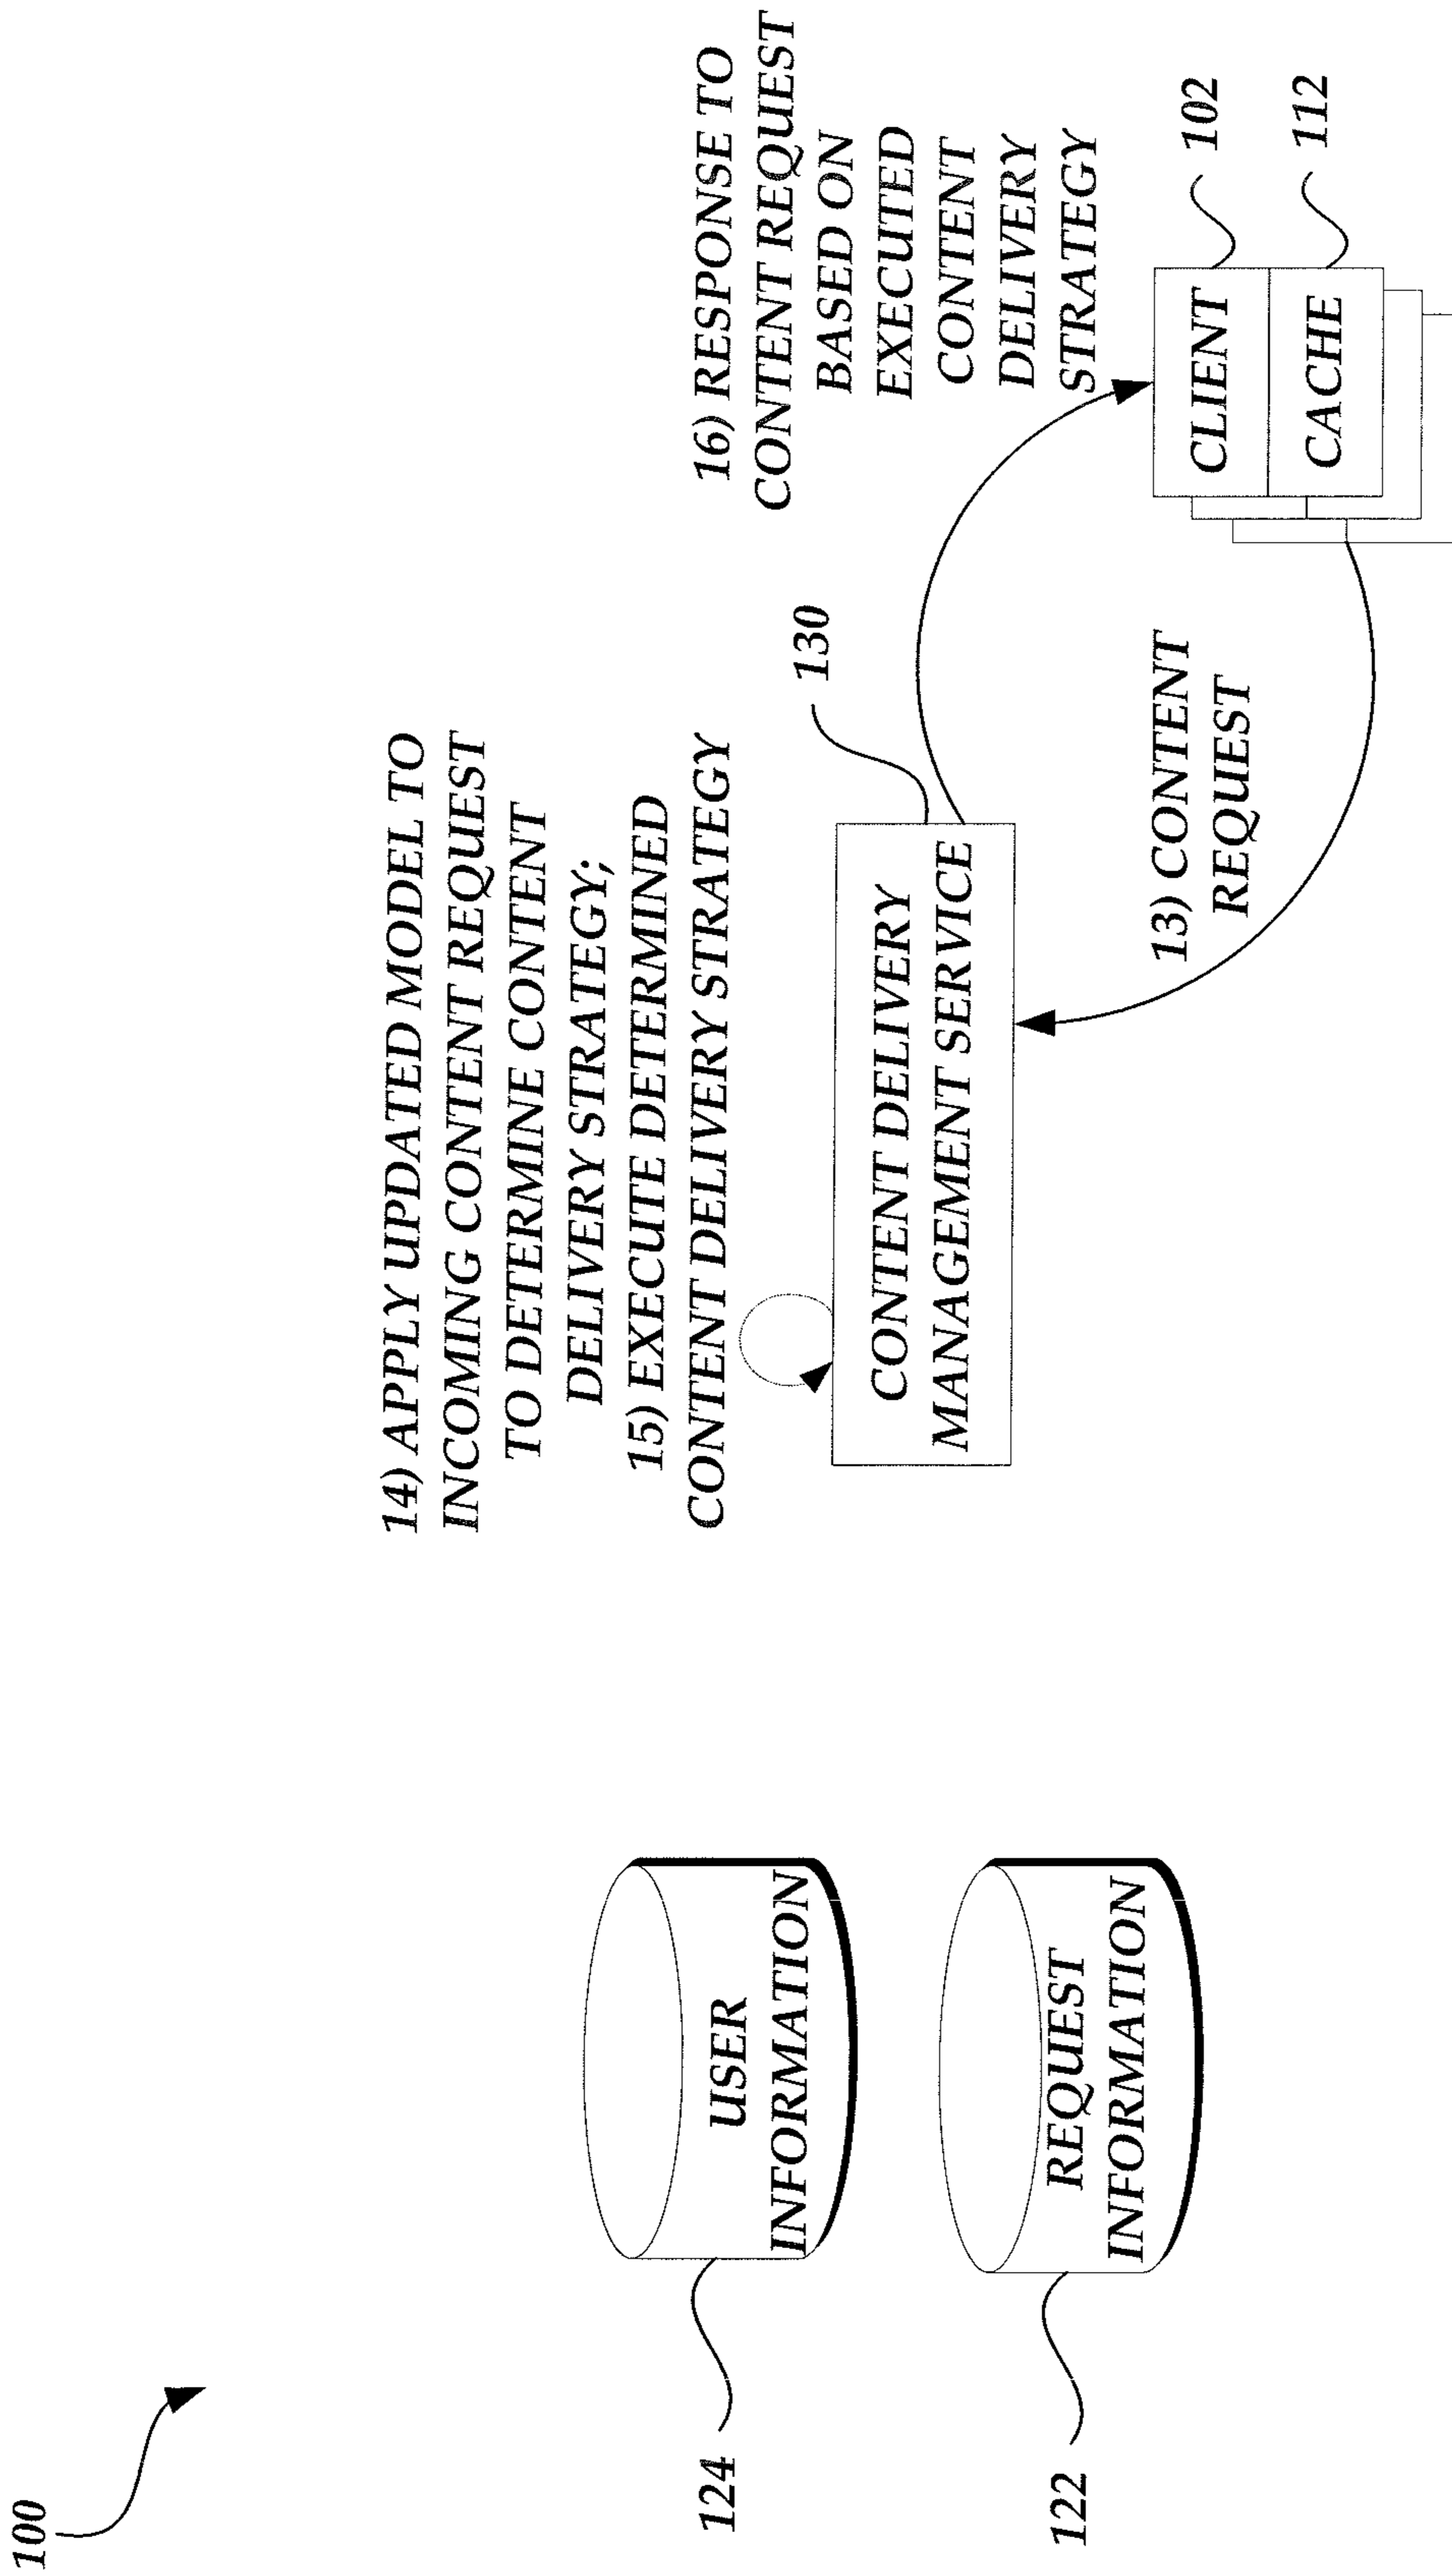 100
14) APPLY UPDATED MODEL TO
INCOMING CONTENT REQUEST
TO DETERMINE CONTENT
DELIVERY STRATEGY;
15) EXECUTE DETERMINED
CONTENT DELIVERY STRATEGY
16) RESPONSE TO
CONTENT REQUEST
BASED ON
EXECUTED
CONTENT
DELIVERY
STRATEGY
124
USER
INFORMATION
130
CONTENT DELIVERY
MANAGEMENT SERVICE
122
REQUEST
INFORMATION
13) CONTENT
REQUEST
CLIENT
102
CACHE
112